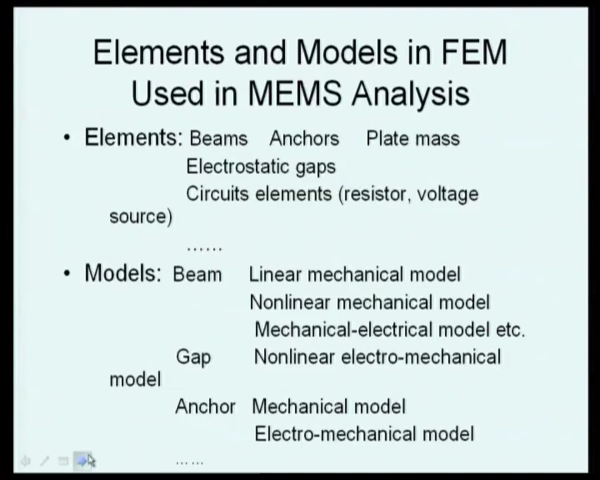 Elements and Models in FEM
Used in MEMS Analysis
• Elements: Beams Anchors Plate mass
Electrostatic gaps
Circuits elements (resistor, voltage
source)
......
• Models: Beam Linear mechanical model
Nonlinear mechanical model
Mechanical-electrical model etc.
Gap Nonlinear electro-mechanical
model
Anchor Mechanical model
Electro-mechanical model
... ...